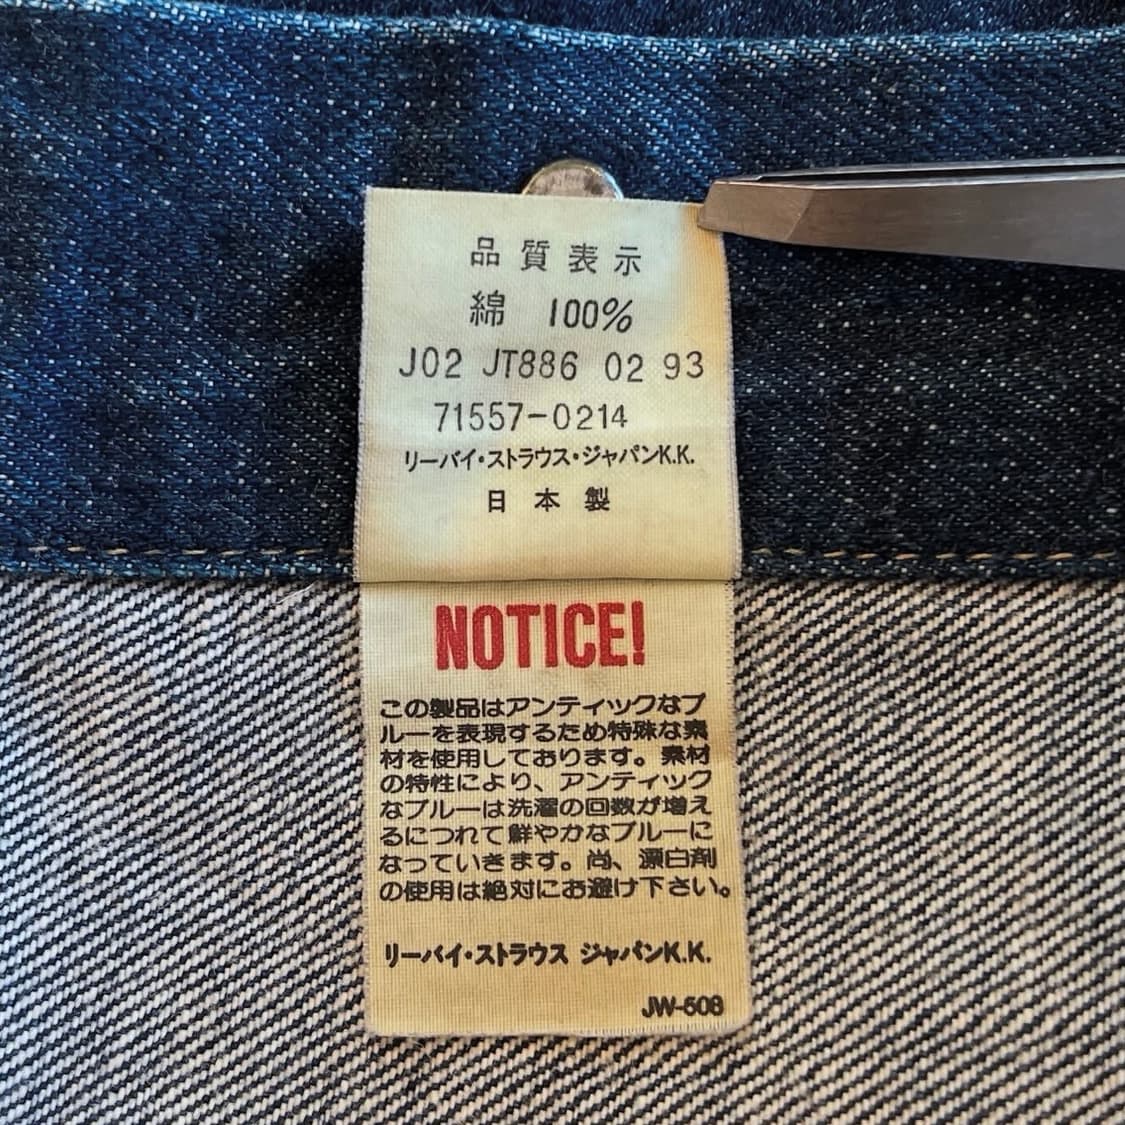 品質表示
綿 100%
J02 JT886 02 93
71557-0214
リーバイ・ストラウス・ジャパンK.K.
日本製
NOTICE!
この製品はアンティックなブ
ルーを表現するため特殊な素
材を使用しております。素材
の特性により、アンティック
なブルーは洗濯の回数が増え
るにつれて鮮やかなブルーに
なっていきます。尚、漂白剤
の使用は絶対にお避け下さい。
リーバイ・ストラウス ジャパンK.K.
JW-508